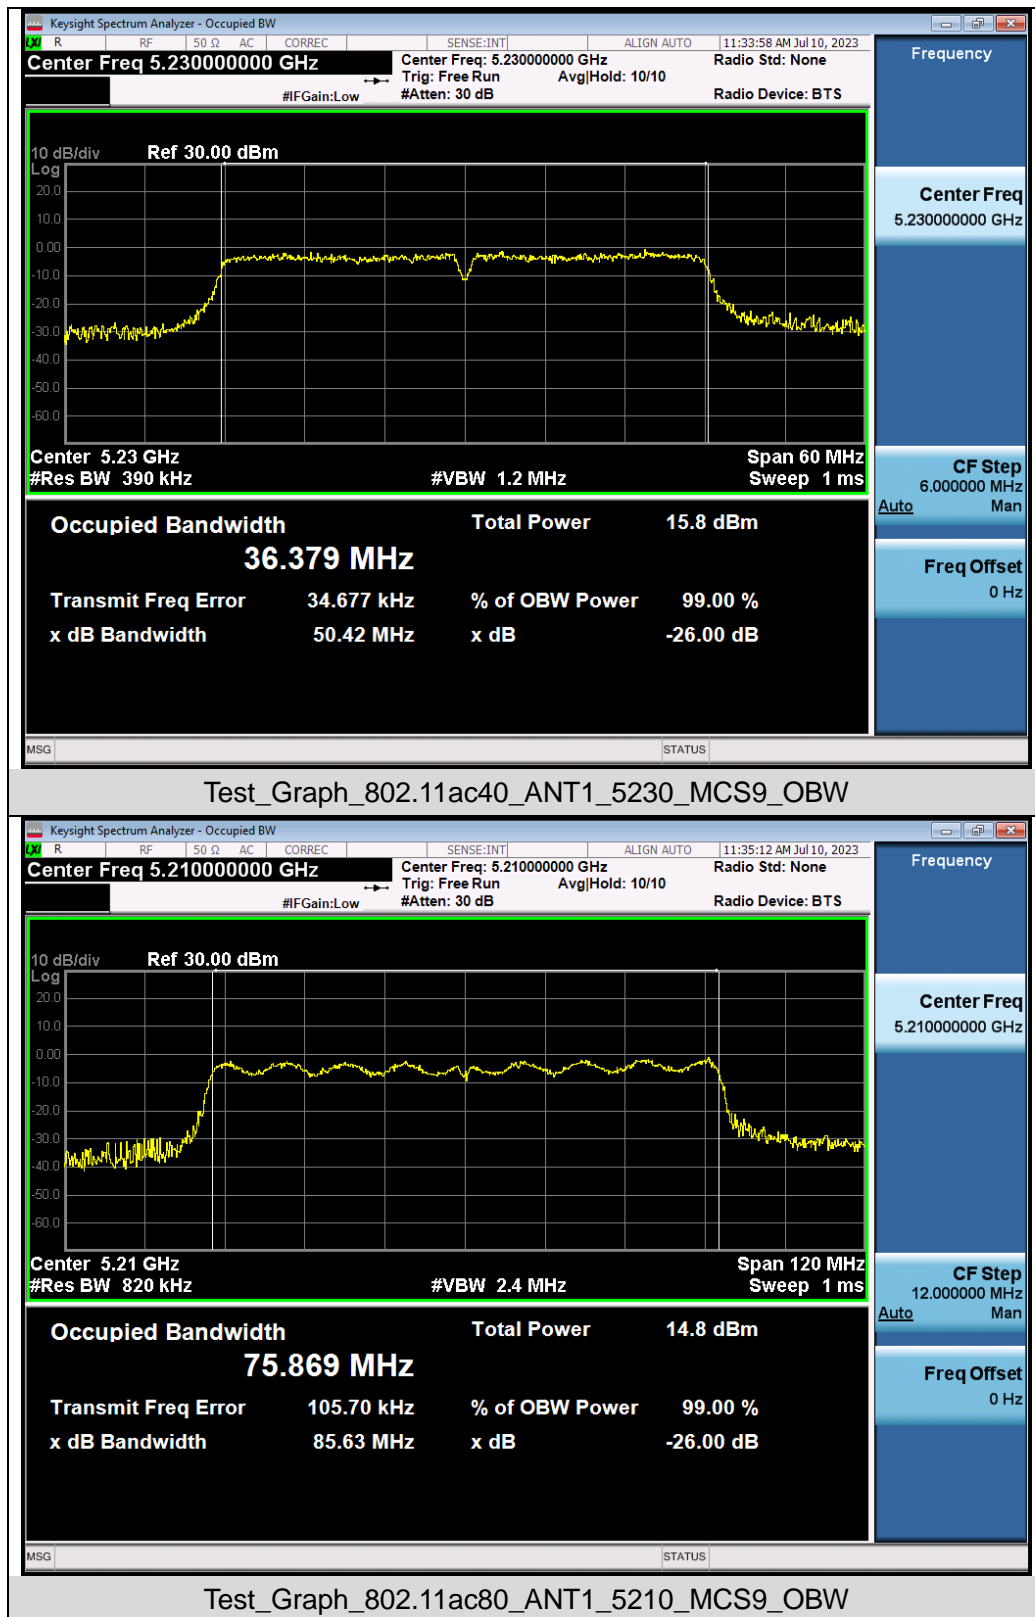 Keysight Spectrum Analyzer - Occupied BW
LXI R RF 50 Ω AC CORREC SENSE:INT ALIGN AUTO 11:33:58 AM Jul 10, 2023
Center Freq 5.230000000 GHz Center Freq: 5.230000000 GHz Radio Std: None
Trig: Free Run Avg|Hold: 10/10
#IFGain:Low #Atten: 30 dB Radio Device: BTS
10 dB/div Ref 30.00 dBm
Log
20.0
10.0
0.00
-10.0
-20.0
-30.0
-40.0
-50.0
-60.0
Center 5.23 GHz Span 60 MHz
#Res BW 390 kHz #VBW 1.2 MHz Sweep 1 ms
Occupied Bandwidth Total Power 15.8 dBm
36.379 MHz
Transmit Freq Error 34.677 kHz % of OBW Power 99.00 %
x dB Bandwidth 50.42 MHz x dB -26.00 dB
MSG STATUS
Frequency
Center Freq
5.230000000 GHz
CF Step
6.000000 MHz
Auto Man
Freq Offset
0 Hz
Test_Graph_802.11ac40_ANT1_5230_MCS9_OBW
Keysight Spectrum Analyzer - Occupied BW
LXI R RF 50 Ω AC CORREC SENSE:INT ALIGN AUTO 11:35:12 AM Jul 10, 2023
Center Freq 5.210000000 GHz Center Freq: 5.210000000 GHz Radio Std: None
Trig: Free Run Avg|Hold: 10/10
#IFGain:Low #Atten: 30 dB Radio Device: BTS
10 dB/div Ref 30.00 dBm
Log
20.0
10.0
0.00
-10.0
-20.0
-30.0
-40.0
-50.0
-60.0
Center 5.21 GHz Span 120 MHz
#Res BW 820 kHz #VBW 2.4 MHz Sweep 1 ms
Occupied Bandwidth Total Power 14.8 dBm
75.869 MHz
Transmit Freq Error 105.70 kHz % of OBW Power 99.00 %
x dB Bandwidth 85.63 MHz x dB -26.00 dB
MSG STATUS
Frequency
Center Freq
5.210000000 GHz
CF Step
12.000000 MHz
Auto Man
Freq Offset
0 Hz
Test_Graph_802.11ac80_ANT1_5210_MCS9_OBW